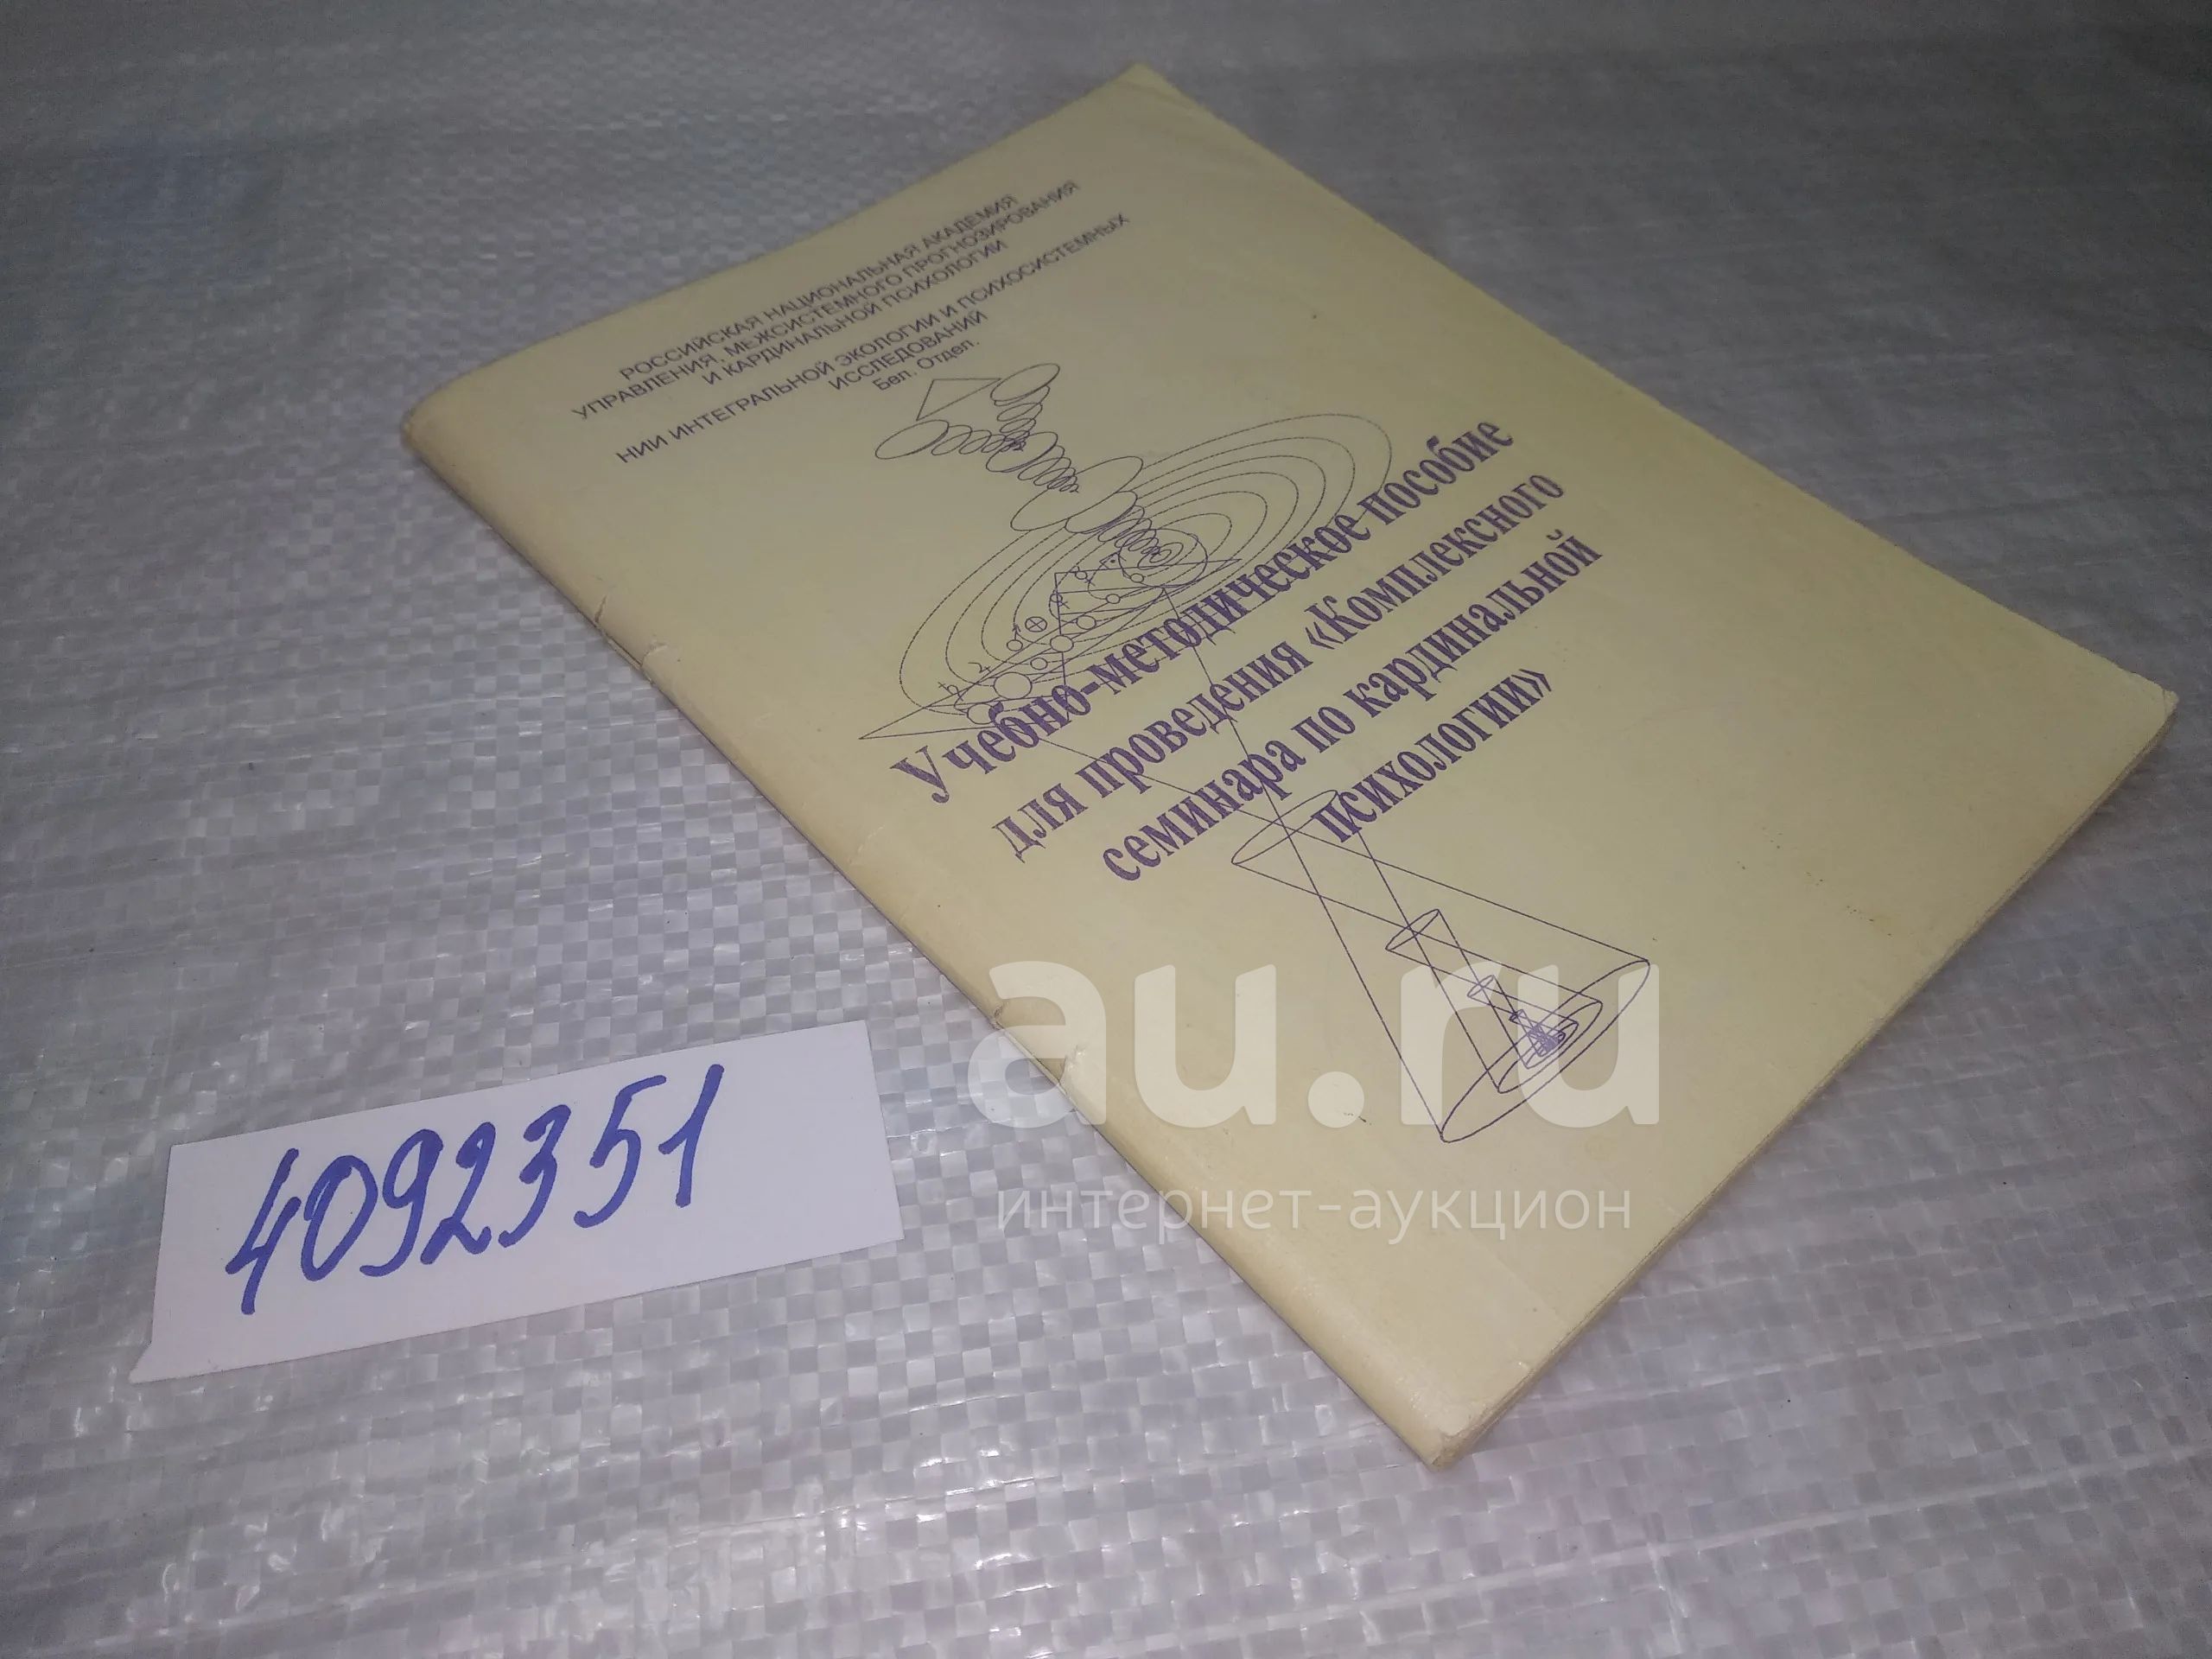 РОССИЙСКАЯ НАЦИОНАЛЬНАЯ АКАДЕМИЯ
УПРАВЛЕНИЯ, МЕЖСИСТЕМНОГО ПРОГНОЗИРОВАНИЯ
И КАРДИНАЛЬНОЙ ПСИХОЛОГИИ
НИИ ИНТЕГРАЛЬНОЙ ЭКОЛОГИИ И ПСИХОСИСТЕМНЫХ
ИССЛЕДОВАНИЙ
Бел. Отдел.
Учебно-методическое пособие
для проведения «Комплексного
семинара по кардинальной
психологии»
au.ru
интернет-аукцион
4092351